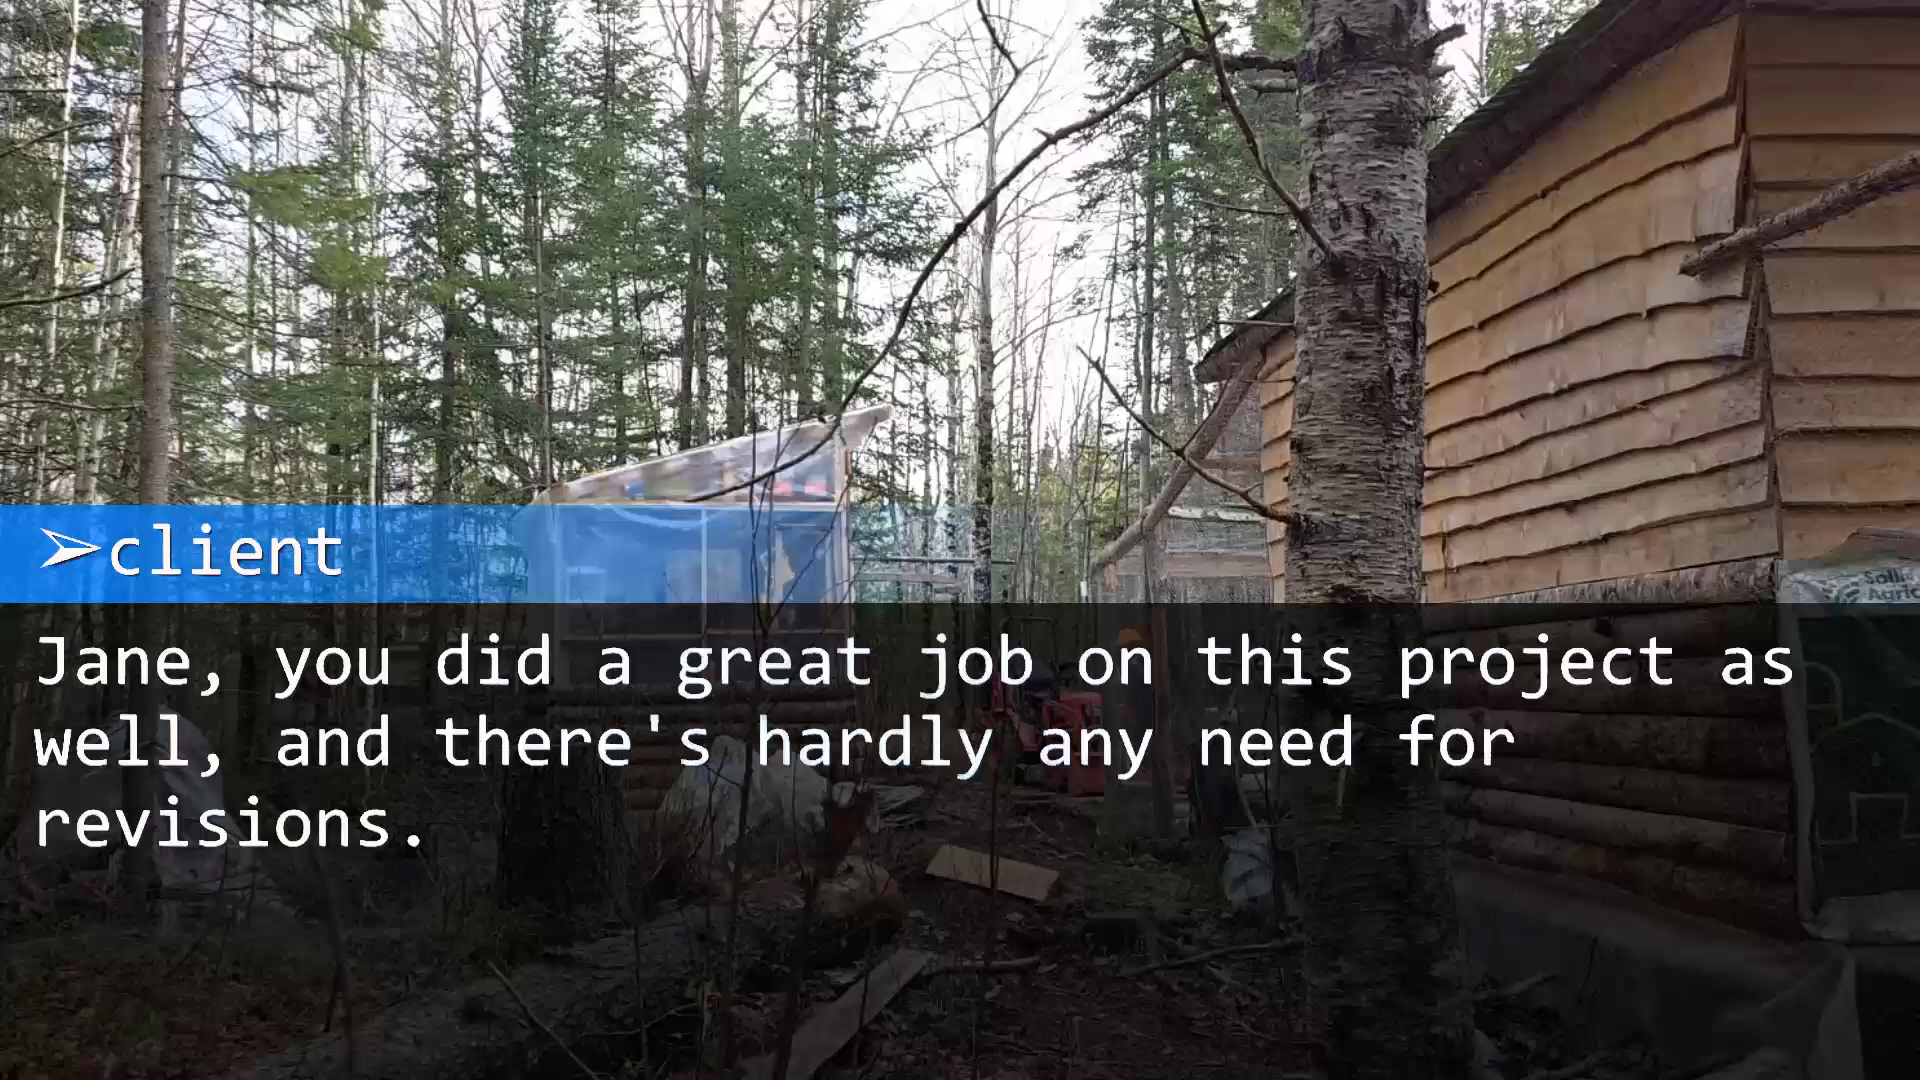 ➢client
Jane, you did a great job on this project as
well, and there's hardly any need for
revisions.